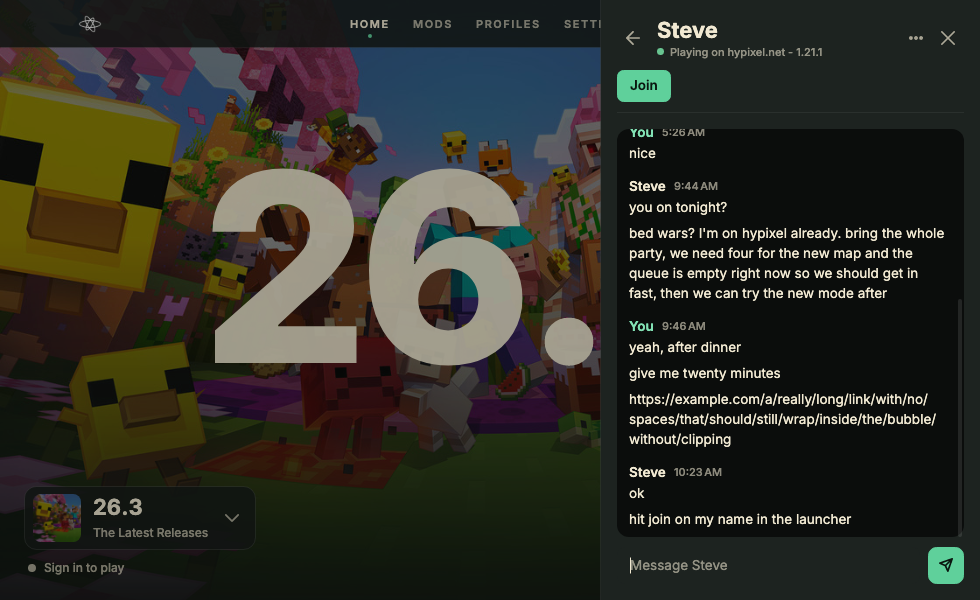 HOME MODS PROFILES SETTI
26.
26.3
The Latest Releases
Sign in to play
Steve
Playing on hypixel.net - 1.21.1
Join
You 5:26 AM
nice
Steve 9:44 AM
you on tonight?
bed wars? I'm on hypixel already. bring the whole
party, we need four for the new map and the
queue is empty right now so we should get in
fast, then we can try the new mode after
You 9:46 AM
yeah, after dinner
give me twenty minutes
https://example.com/a/really/long/link/with/no/
spaces/that/should/still/wrap/inside/the/bubble/
without/clipping
Steve 10:23 AM
ok
hit join on my name in the launcher
Message Steve